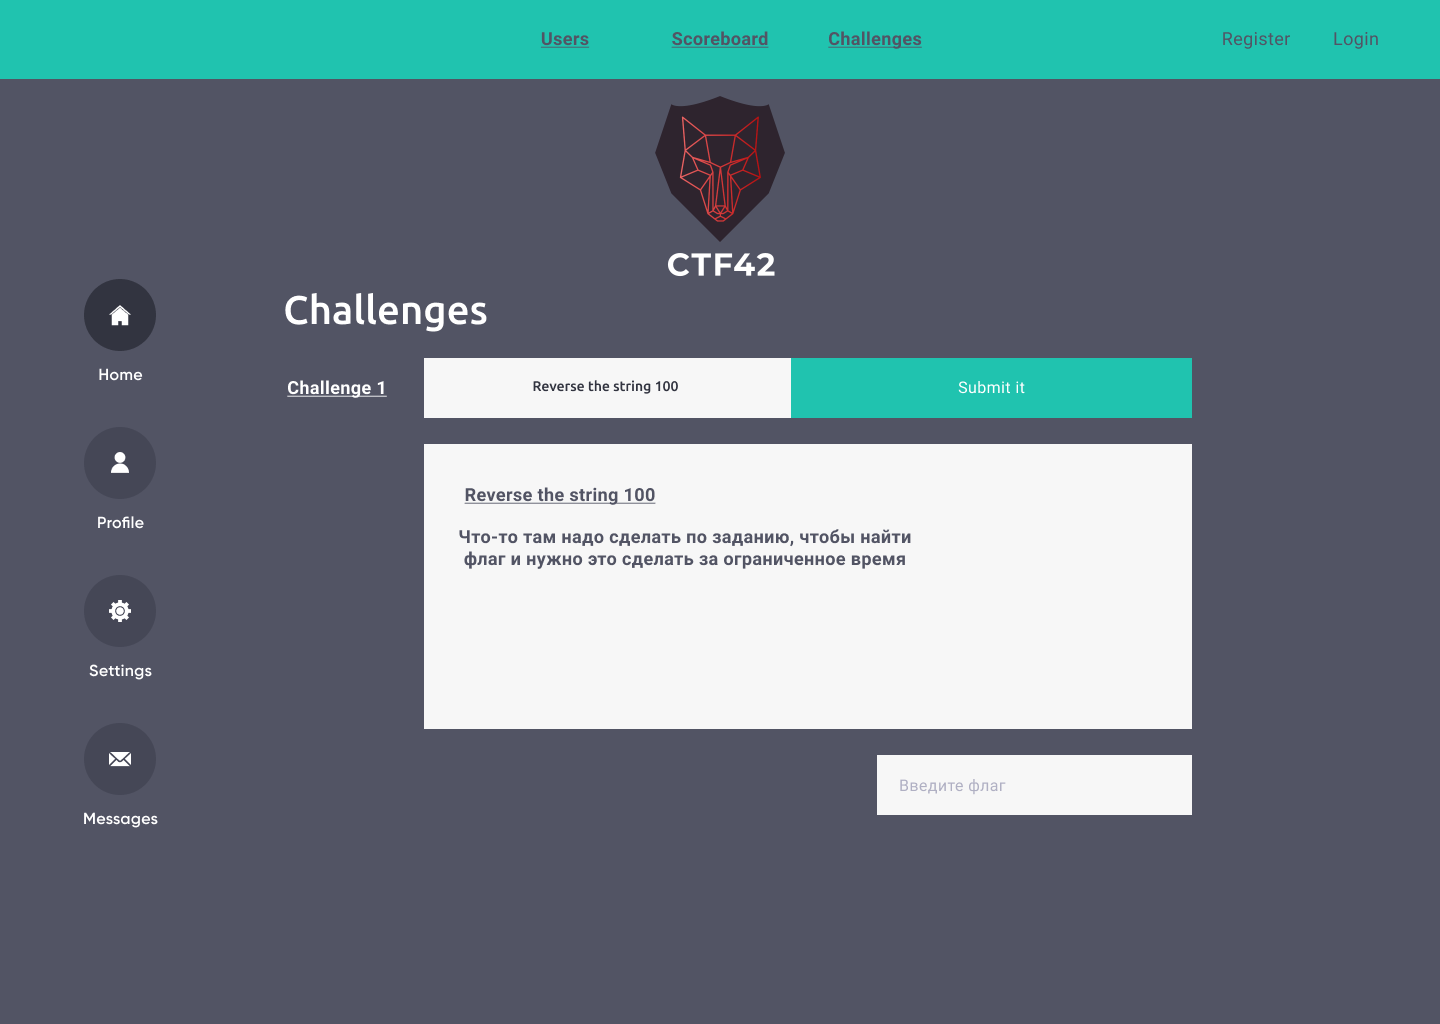 Users
Scoreboard
Challenges
Register
Login
CTF42
Challenges
Home
Profile
Settings
Messages
Challenge 1
Reverse the string 100
Submit it
Reverse the string 100
Что-то там надо сделать по заданию, чтобы найти
флаг и нужно это сделать за ограниченное время
Введите флаг